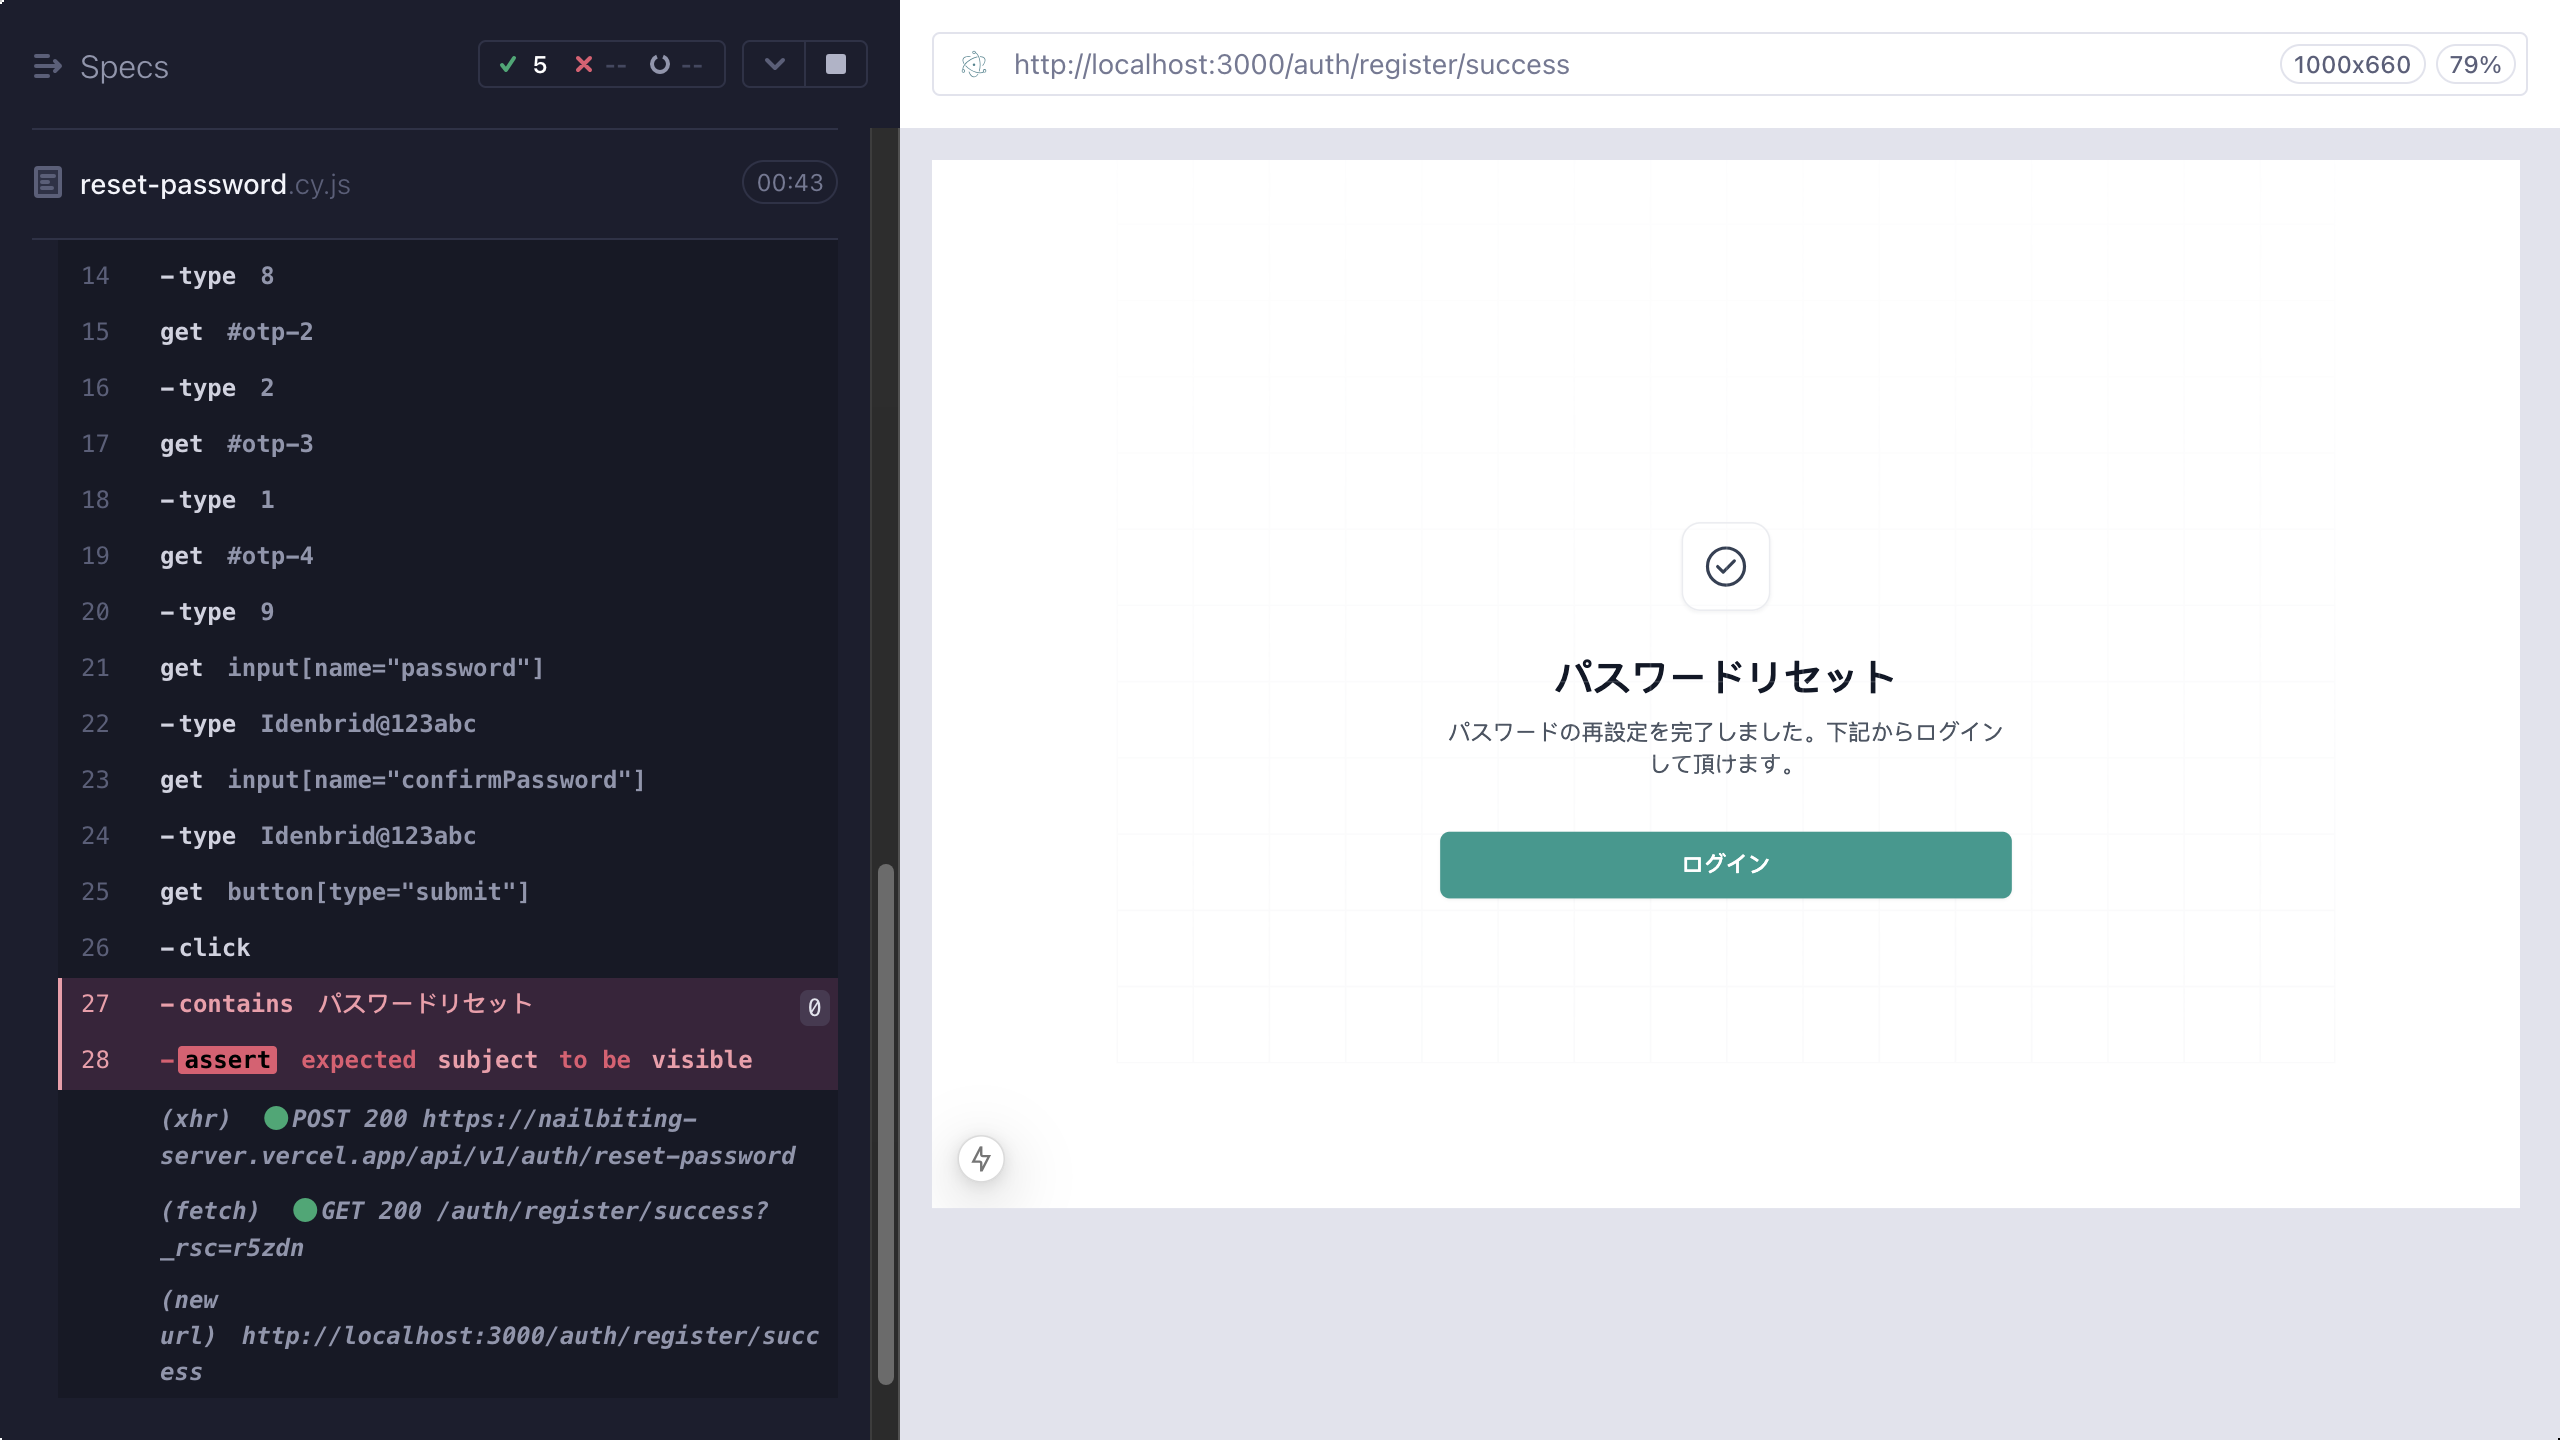 Specs
5 -- --
reset-password.cy.js
00:43
14 -type 8
15 get #otp-2
16 -type 2
17 get #otp-3
18 -type 1
19 get #otp-4
20 -type 9
21 get input[name="password"]
22 -type Idenbrid@123abc
23 get input[name="confirmPassword"]
24 -type Idenbrid@123abc
25 get button[type="submit"]
26 -click
27 -contains パスワードリセット 0
28 -assert expected subject to be visible
(xhr) POST 200 https://nailbiting-
server.vercel.app/api/v1/auth/reset-password
(fetch) GET 200 /auth/register/success?
_rsc=r5zdn
(new
url) http://localhost:3000/auth/register/succ
ess
http://localhost:3000/auth/register/success
1000x660
79%
パスワードリセット
パスワードの再設定を完了しました。下記からログイン
して頂けます。
ログイン